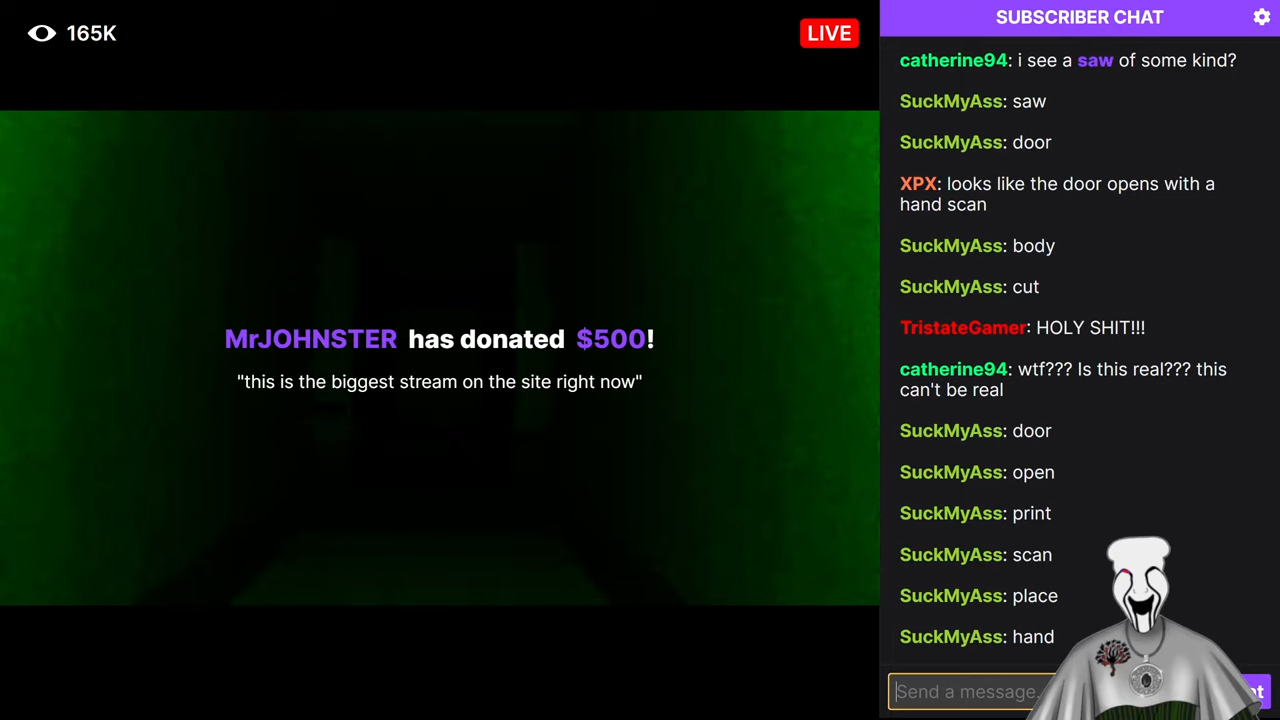 165K
LIVE
MrJOHNSTER has donated $500!
"this is the biggest stream on the site right now"
SUBSCRIBER CHAT
catherine94: i see a saw of some kind?
SuckMyAss: saw
SuckMyAss: door
XPX: looks like the door opens with a
hand scan
SuckMyAss: body
SuckMyAss: cut
TristateGamer: HOLY SHIT!!!
catherine94: wtf??? Is this real??? this
can't be real
SuckMyAss: door
SuckMyAss: open
SuckMyAss: print
SuckMyAss: scan
SuckMyAss: place
SuckMyAss: hand
Send a message.